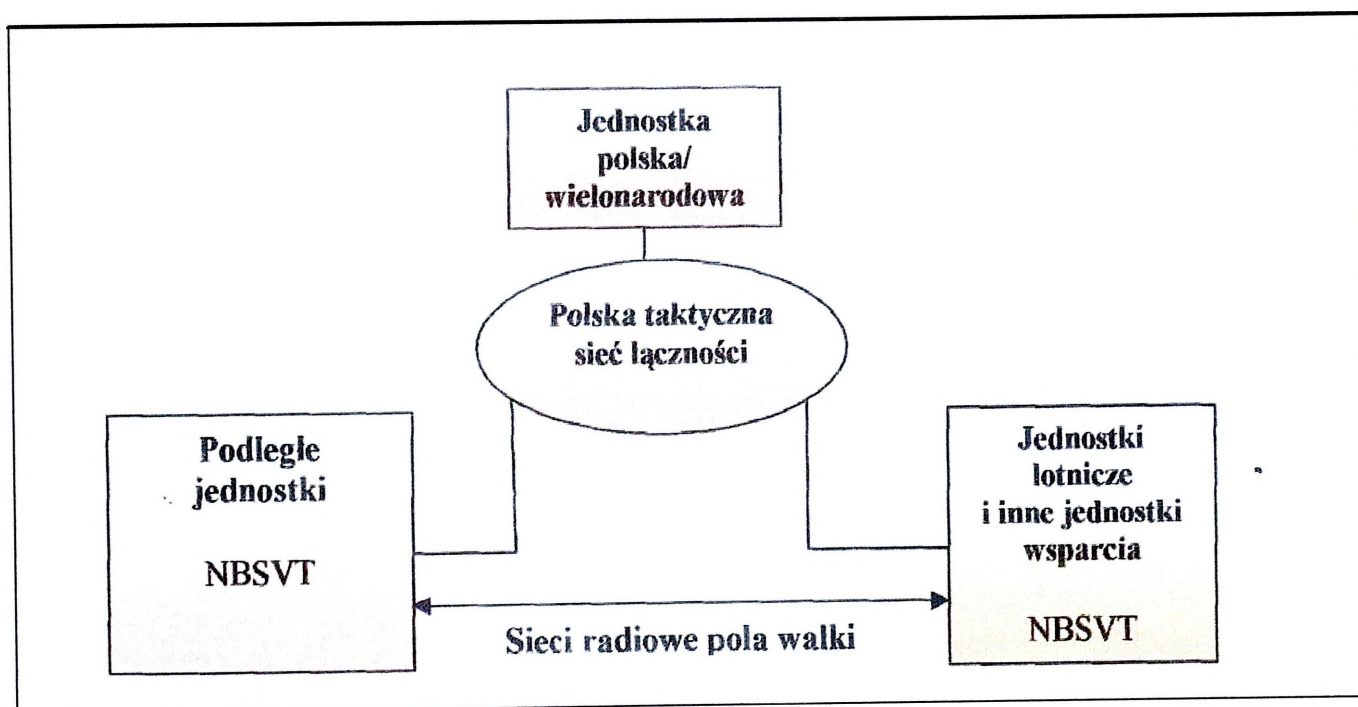 Jednostka
polska/
wielonarodowa
Polska taktyczna
sieć łączności
Podległe
jednostki
NBSVT
Jednostki
lotnicze
i inne jednostki
wsparcia
NBSVT
Sieci radiowe pola walki